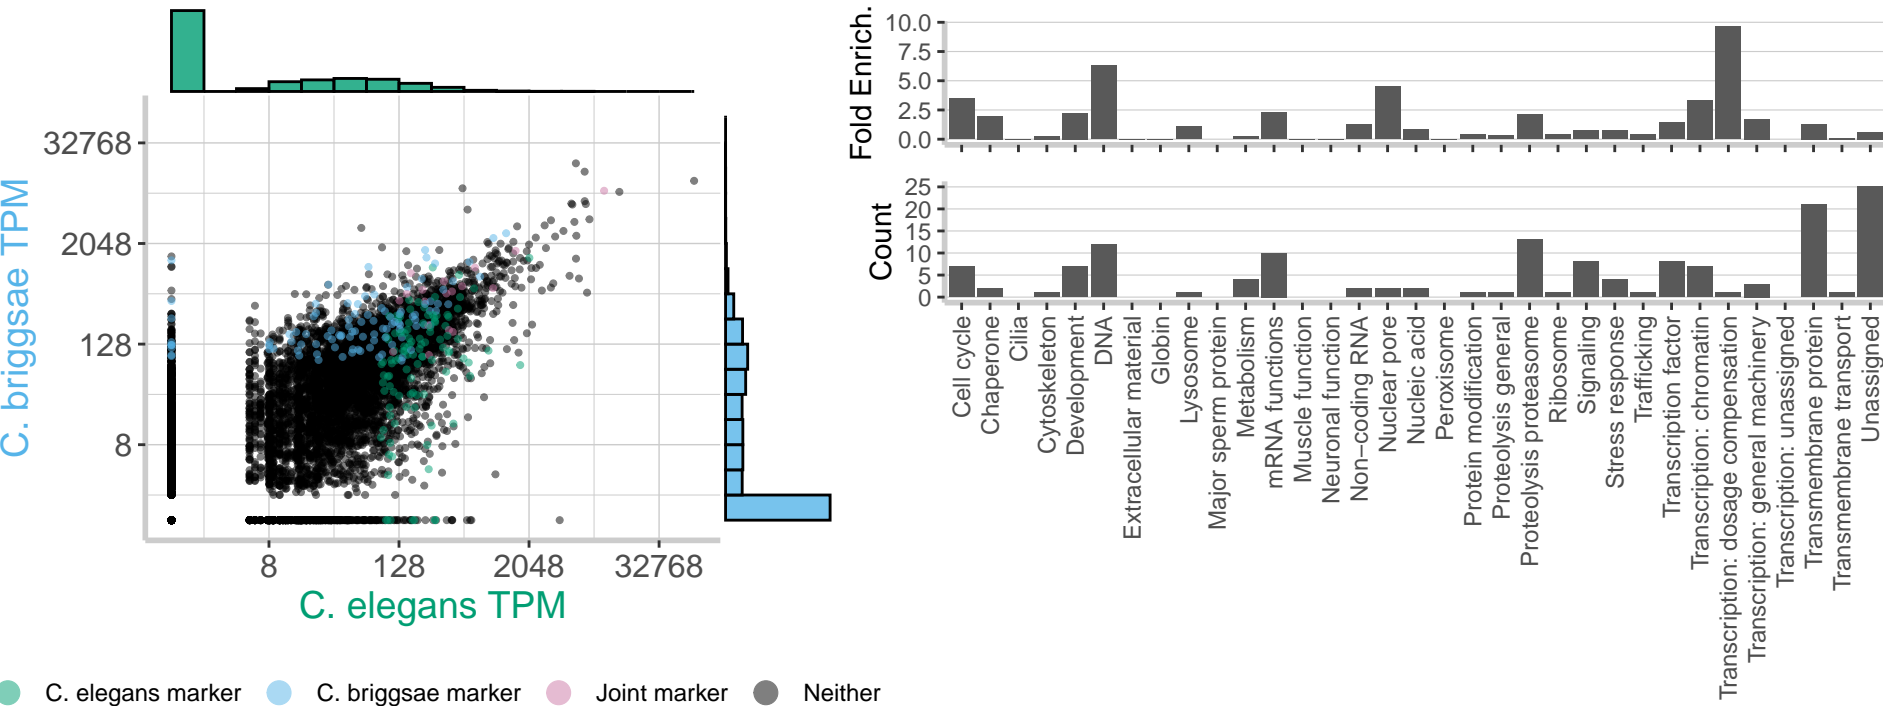 C. briggsae TPM
32768
2048
128
8
8
128
2048
32768
C. elegans TPM
C. elegans marker
C. briggsae marker
Joint marker
Neither
Fold Enrich.
10.0
7.5
5.0
2.5
0.0
Count
25
20
15
10
5
0
Cell cycle
Chaperone
Cilia
Cytoskeleton
Development
DNA
Extracellular material
Globin
Lysosome
Major sperm protein
Metabolism
mRNA functions
Muscle function
Neuronal function
Non−coding RNA
Nuclear pore
Nucleic acid
Peroxisome
Protein modification
Proteolysis general
Proteolysis proteasome
Ribosome
Signaling
Stress response
Trafficking
Transcription factor
Transcription: chromatin
Transcription: dosage compensation
Transcription: general machinery
Transcription: unassigned
Transmembrane protein
Transmembrane transport
Unassigned